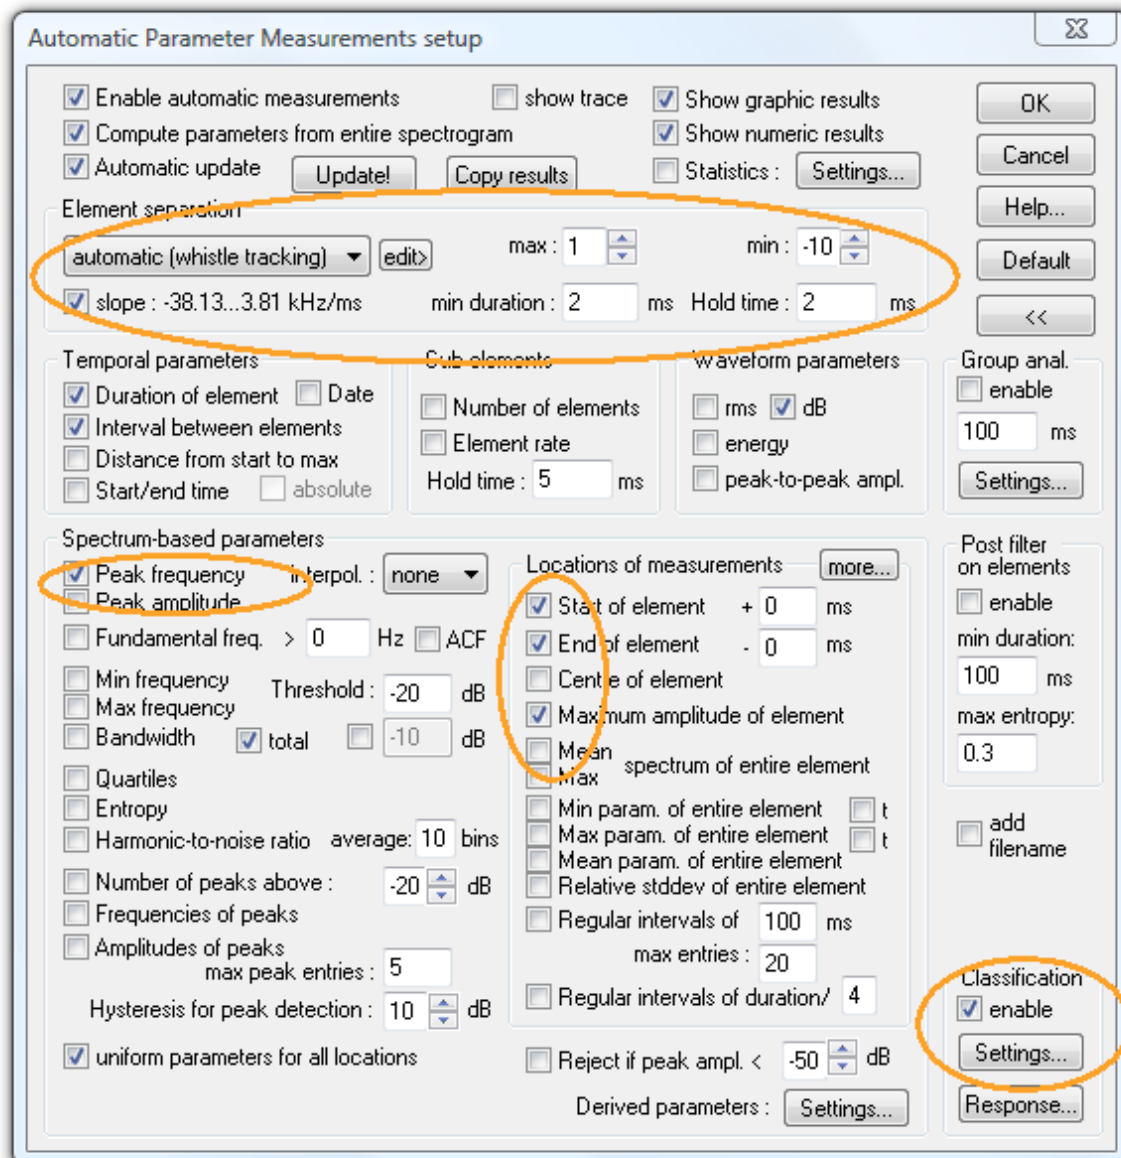 Automatic Parameter Measurements setup
Enable automatic measurements show trace Show graphic results OK
Compute parameters from entire spectrogram Show numeric results
Automatic update Update! Copy results Statistics : Settings... Cancel
Element separation Help...
automatic (whistle tracking) edit> max : 1 min : -10 Default
slope : -38.13...3.81 kHz/ms min duration : 2 ms Hold time : 2 ms <<
Temporal parameters Sub elements Waveform parameters Group anal.
Duration of element Date Number of elements rms dB enable
Interval between elements Element rate energy 100 ms
Distance from start to max
Start/end time absolute Hold time : 5 ms peak-to-peak ampl. Settings...
Spectrum-based parameters Post filter
Peak frequency Interpol. : none Locations of measurements more... on elements
Peak amplitude Start of element + 0 ms enable
Fundamental freq. > 0 Hz ACF End of element - 0 ms min duration:
Min frequency Threshold : -20 dB Centre of element 100 ms
Max frequency Maximum amplitude of element max entropy:
Bandwidth total -10 dB Mean 0.3
Quartiles Max spectrum of entire element
Entropy Min param. of entire element t
Harmonic-to-noise ratio average: 10 bins Max param. of entire element t add
Mean param. of entire element filename
Number of peaks above : -20 dB Relative stddev of entire element
Frequencies of peaks Regular intervals of 100 ms
Amplitudes of peaks max entries : 20
max peak entries : 5 Classification
Hysteresis for peak detection : 10 dB Regular intervals of duration/ 4 enable
uniform parameters for all locations Reject if peak ampl. < -50 dB Settings...
Derived parameters : Settings... Response...